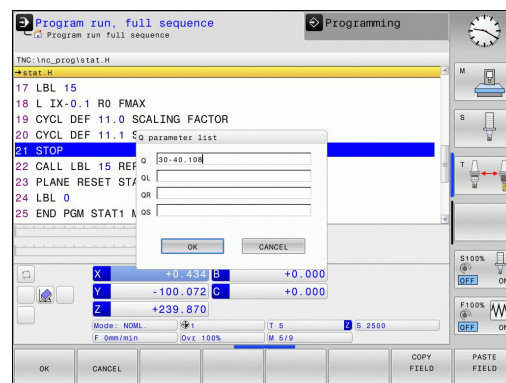 Program run, full sequence
Program run full sequence
Programming
TNC:\nc_prog\stat.H
→stat.H
17 LBL 15
18 L IX-0.1 R0 FMAX
19 CYCL DEF 11.0 SCALING FACTOR
20 CYCL DEF 11.1 S
21 STOP
22 CALL LBL 15 REP
23 PLANE RESET STA
24 LBL 0
25 END PGM STAT1 M
Q parameter list
Q 30-40,108
QL
QR
QS
OK CANCEL
X +0.434 B +0.000
Y -100.072 C +0.000
Z +239.870
Mode: NOML. 1 T 5 Z S 2500
F 0mm/min Ovr 100% M 5/9
M
S
T
S100%
OFF ON
F100%
OFF ON
OK CANCEL COPY FIELD PASTE FIELD